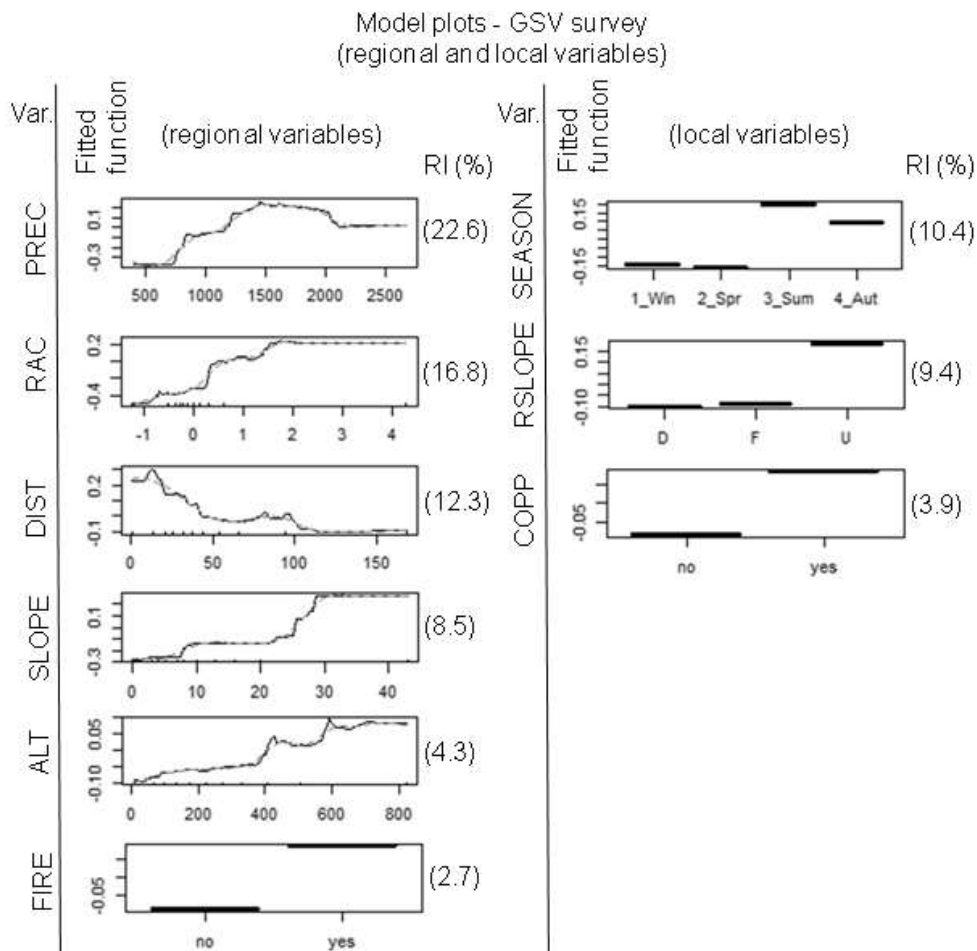 Model plots - GSV survey
(regional and local variables)
Var.
Fitted function
(regional variables)
RI (%)
PREC
0.1
-0.3
500 1000 1500 2000 2500
(22.6)
RAC
0.2
-0.4
-1 0 1 2 3 4
(16.8)
DIST
0.2
-0.1
0 50 100 150
(12.3)
SLOPE
0.1
-0.3
0 10 20 30 40
(8.5)
ALT
0.05
-0.10
0 200 400 600 800
(4.3)
FIRE
-0.05
no yes
(2.7)
Var.
Fitted function
(local variables)
RI (%)
SEASON
0.15
-0.15
1_Win 2_Spr 3_Sum 4_Aut
(10.4)
RSLOPE
0.15
-0.10
D F U
(9.4)
COPP
-0.05
no yes
(3.9)